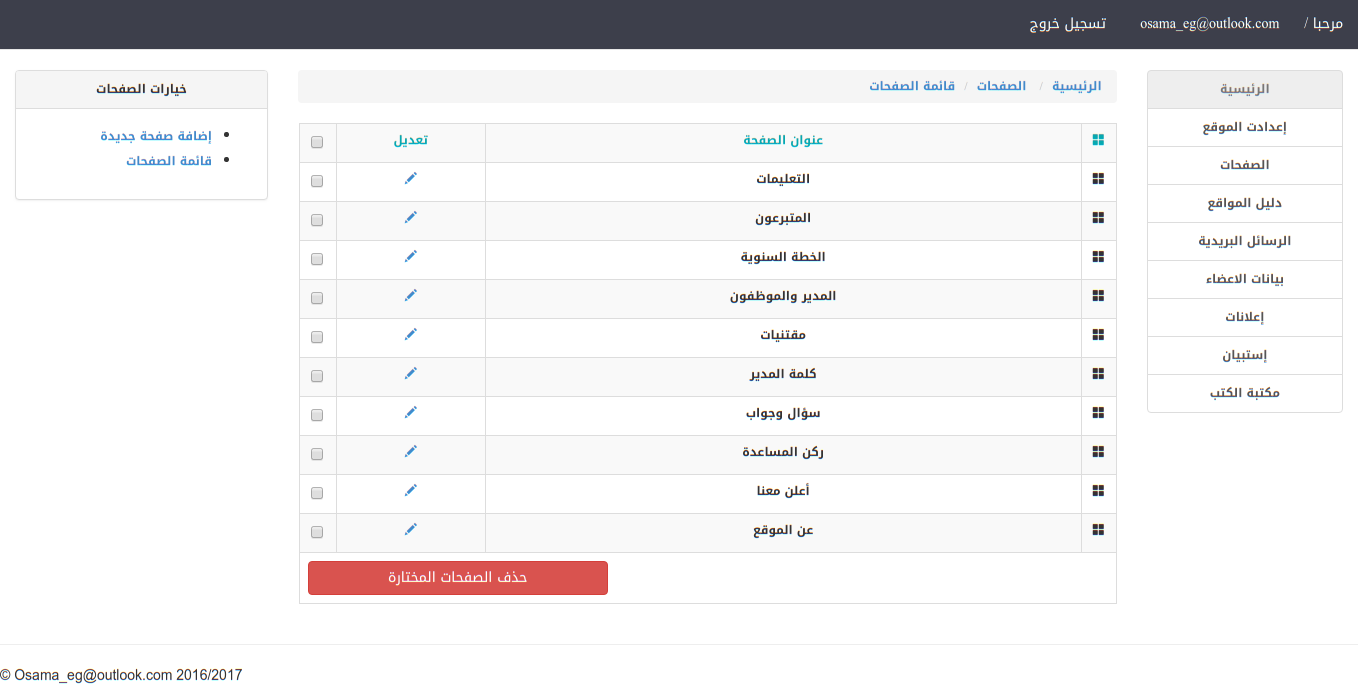 مرحبا / osama_eg@outlook.com تسجيل خروج
الرئيسية
إعدادت الموقع
الصفحات
دليل المواقع
الرسائل البريدية
بيانات الاعضاء
إعلانات
إستبيان
مكتبة الكتب
الرئيسية / الصفحات / قائمة الصفحات
عنوان الصفحة تعديل
التعليمات
المتبرعون
الخطة السنوية
المدير والموظفون
مقتنيات
كلمة المدير
سؤال وجواب
ركن المساعدة
أعلن معنا
عن الموقع
حذف الصفحات المختارة
خيارات الصفحات
إضافة صفحة جديدة
قائمة الصفحات
© Osama_eg@outlook.com 2016/2017